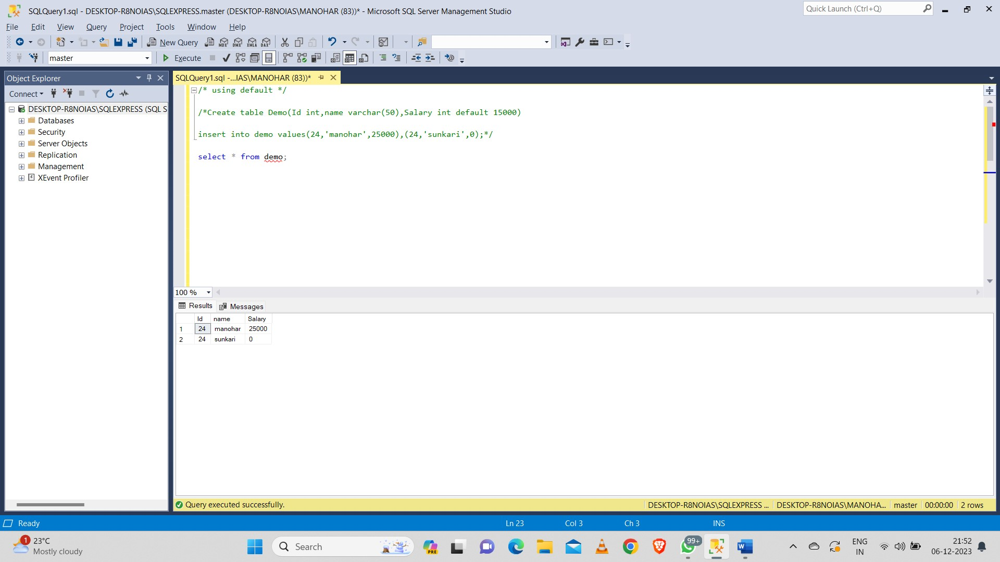 SQLQuery1.sql - DESKTOP-R8NOIAS\SQLEXPRESS.master (DESKTOP-R8NOIAS\MANOHAR (83))* - Microsoft SQL Server Management Studio
Quick Launch (Ctrl+Q)
File Edit View Query Project Tools Window Help
New Query MDX DMX XMLA DAX
master Execute
Object Explorer
SQLQuery1.sql -...IAS\MANOHAR (83))*
Connect
DESKTOP-R8NOIAS\SQLEXPRESS (SQL S
Databases
Security
Server Objects
Replication
Management
XEvent Profiler
/* using default */
/*Create table Demo(Id int,name varchar(50),Salary int default 15000)
insert into demo values(24,'manohar',25000),(24,'sunkari',0);*/
select * from demo;
100 %
Results Messages
Id name Salary
1 24 manohar 25000
2 24 sunkari 0
Query executed successfully.
DESKTOP-R8NOIAS\SQLEXPRESS ... DESKTOP-R8NOIAS\MANOHA... master 00:00:00 2 rows
Ready Ln 23 Col 3 Ch 3 INS
1 23°C
Mostly cloudy
Search
PRE
99+
W
ENG
IN
21:52
06-12-2023